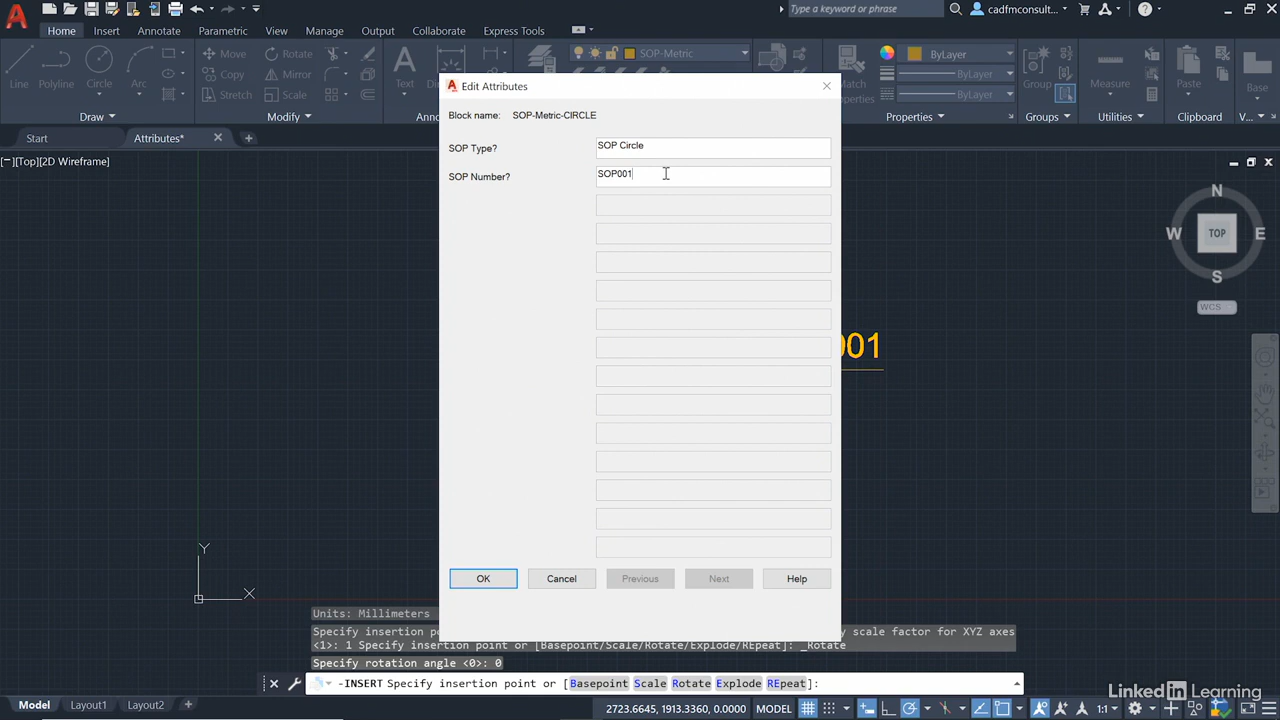 Type a keyword or phrase
cadfmconsult...
Home Insert Annotate Parametric View Manage Output Collaborate Express Tools
SOP-Metric
Line Polyline Circle Arc
Move Rotate
Copy Mirror
Stretch Scale
Text
Match
Properties
ByLayer
ByLayer
ByLayer
Group Measure Paste Base
Draw
Properties Groups Utilities Clipboard
Start Attributes*
[−][Top][2D Wireframe]
Edit Attributes
Block name: SOP-Metric-CIRCLE
SOP Type? SOP Circle
SOP Number? SOP001
OK Cancel Previous Next Help
N
W TOP E
S
WCS
001
Y
X
Units: Millimeters
Specify insertion po
y scale factor for XYZ axes
<1>: 1 Specify insertion point or [Basepoint/Scale/Rotate/Explode/REpeat]: _Rotate
Specify rotation angle <0>: 0
-INSERT Specify insertion point or [Basepoint Scale Rotate Explode REpeat]:
Model Layout1 Layout2
2723.6645, 1913.3360, 0.0000 MODEL
1:1
LinkedIn Learning